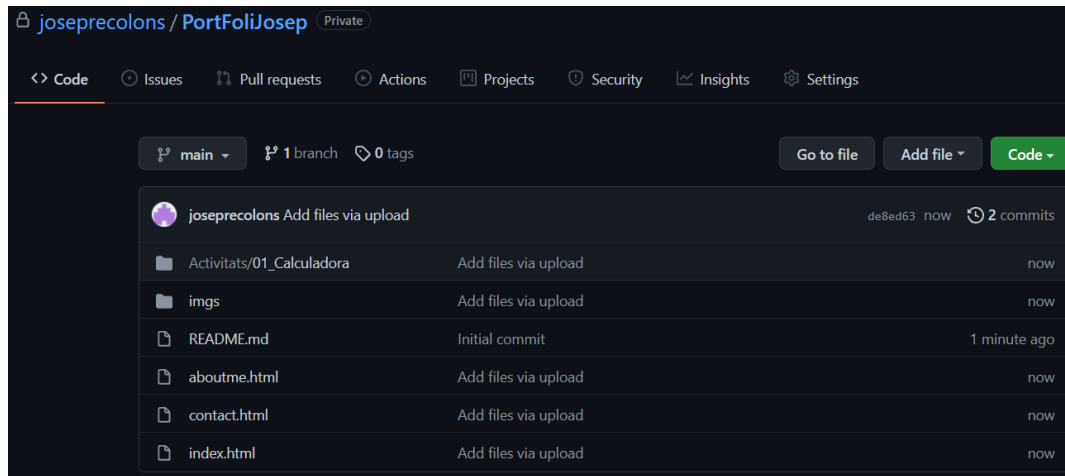 joseprecolons / PortFoliJosep Private
Code Issues Pull requests Actions Projects Security Insights Settings
main 1 branch 0 tags Go to file Add file Code
joseprecolons Add files via upload de8ed63 now 2 commits
Activitats/01_Calculadora Add files via upload now
imgs Add files via upload now
README.md Initial commit 1 minute ago
aboutme.html Add files via upload now
contact.html Add files via upload now
index.html Add files via upload now